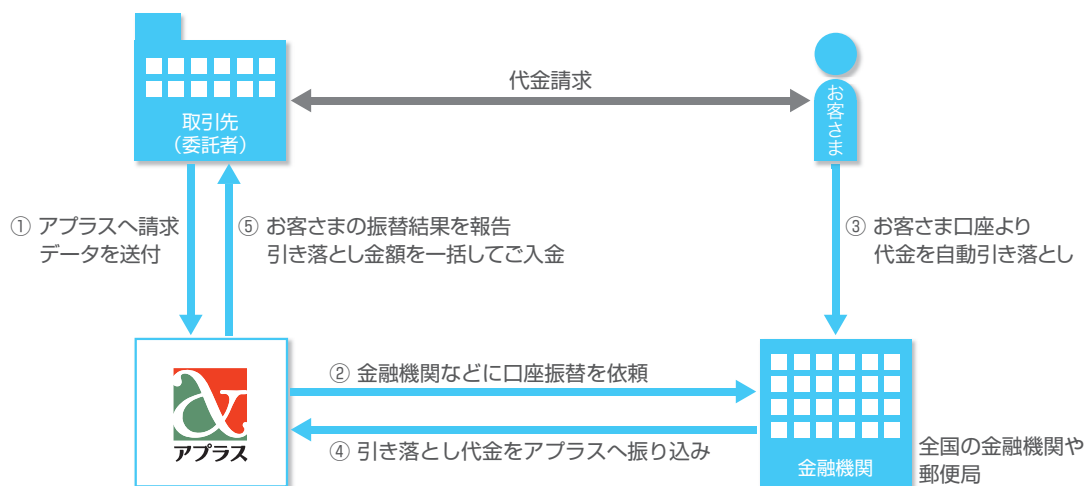 代金請求
取引先
（委託者）
お客さま
① アプラスへ請求
データを送付
⑤ お客さまの振替結果を報告
引き落とし金額を一括してご入金
③ お客さま口座より
代金を自動引き落とし
② 金融機関などに口座振替を依頼
④ 引き落とし代金をアプラスへ振り込み
&
アプラス
金融機関
全国の金融機関や
郵便局